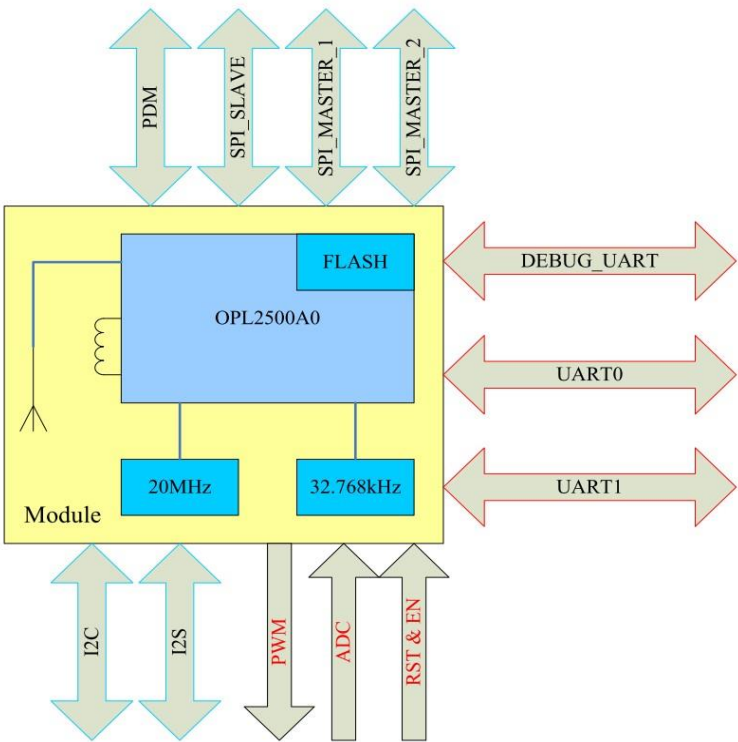 PDM
SPI_SLAVE
SPI_MASTER_1
SPI_MASTER_2
FLASH
DEBUG_UART
OPL2500A0
UART0
20MHz
32.768kHz
UART1
Module
I2C
I2S
PWM
ADC
RST & EN